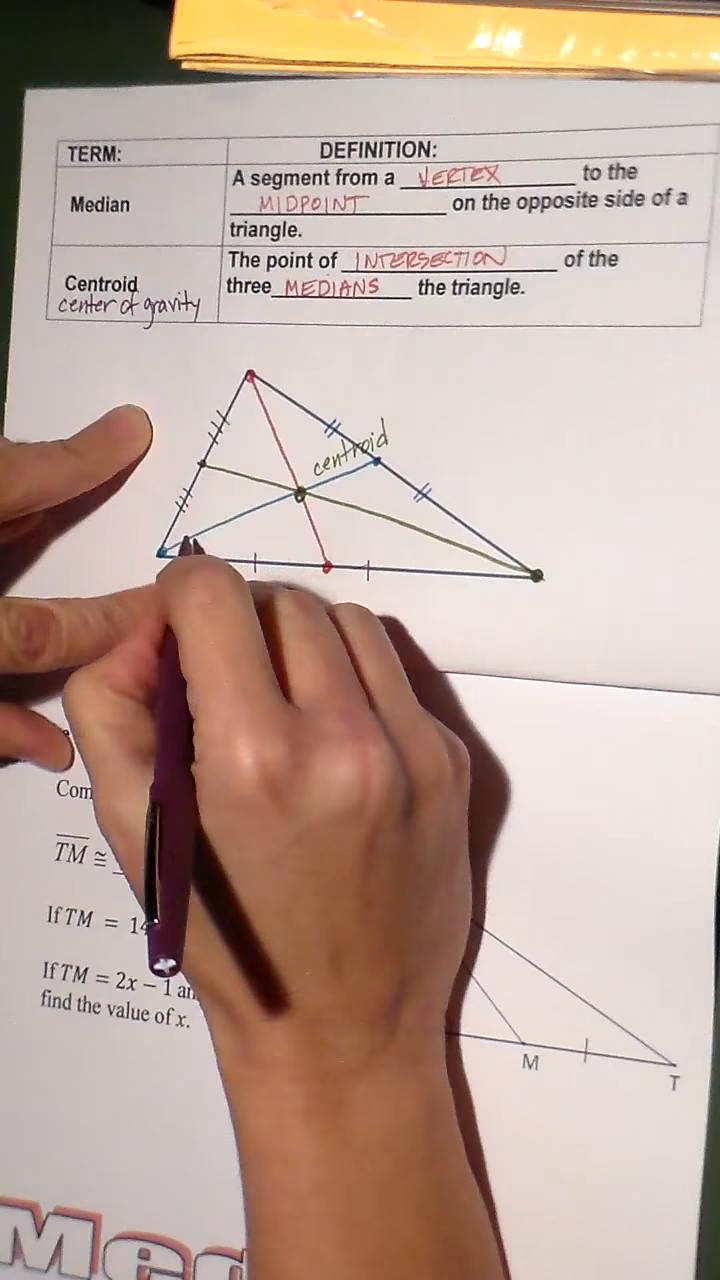 TERM: DEFINITION:
Median
A segment from a VERTEX to the
MIDPOINT on the opposite side of a
triangle.
Centroid
center of gravity
The point of INTERSECTION of the
three MEDIANS the triangle.
centroid
TM ≅
If TM = 14
If TM = 2x − 1
find the value of x.
M
T